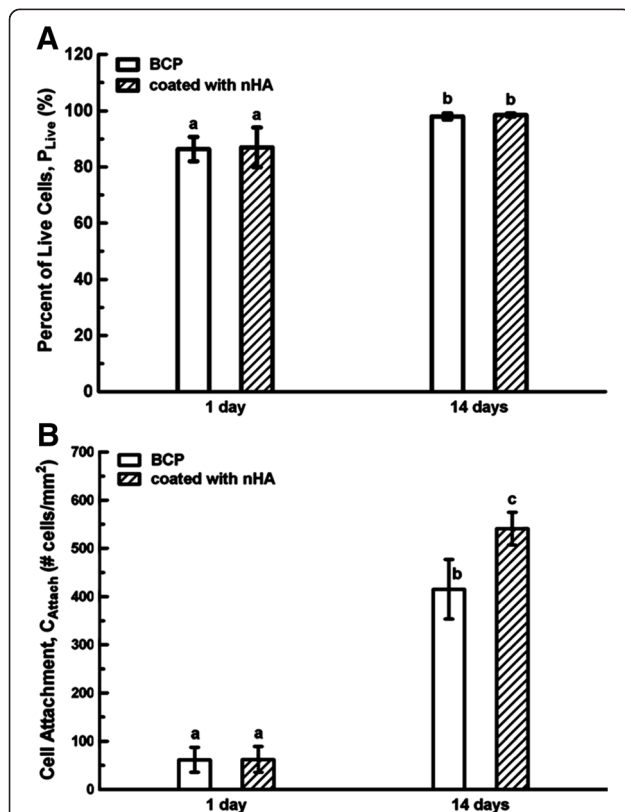 A
120
BCP
coated with nHA
100
80
60
40
20
0
Percent of Live Cells, P_Live (%)
a
a
b
b
1 day
14 days
B
700
BCP
coated with nHA
600
500
400
300
200
100
0
Cell Attachment, C_Attach (# cells/mm²)
a
a
b
c
1 day
14 days